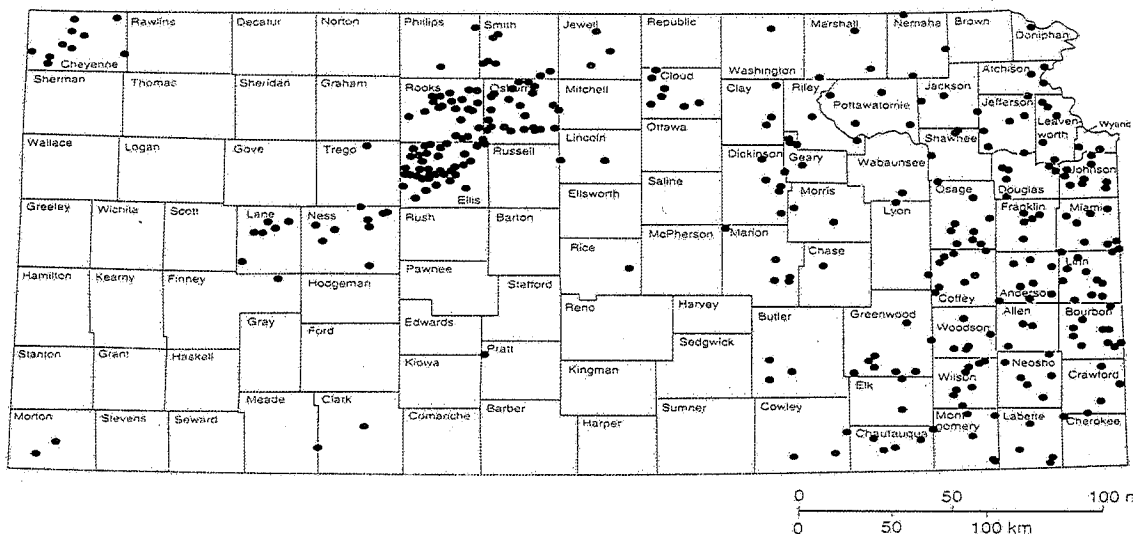 Rawlins Decatur Norton Phillips Smith Jewell Republic Marshall Nemaha Brown Doniphan
Cheyenne Washington Atchison
Sherman Thomas Sheridan Graham Rooks Mitchell Cloud Clay Riley Pottawatomie Jackson Jefferson
Leaven-
worth
Ottawa Shawnee
Wallace Logan Gove Trego Russell Lincoln Dickinson Geary Wabaunsee Johnson
Ellis Ellsworth Saline Morris Osage Douglas
Greeley Wichita Scott Lane Ness Rush Barton McPherson Marion Lyon Franklin Miami
Rice Chase
Hamilton Kearny Finney Hodgeman Pawnee Stafford Coffey Linn
Reno Harvey Butler Greenwood Allen Bourbon
Gray Ford Edwards Sedgwick Woodson
Stanton Grant Haskell Kiowa Pratt Kingman Elk Wilson Neosho Crawford
Meade Clark
Morton Stevens Seward Barber Harper Sumner Cowley Chautauqua Labette Cherokee
0 50 100 m
0 50 100 km